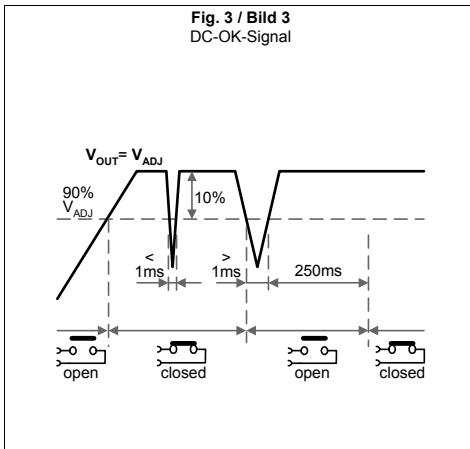 Fig. 3 / Bild 3
DC-OK-Signal
VOUT= VADJ
90%
VADJ
10%
<
1ms
>
1ms
250ms
open
closed
open
closed